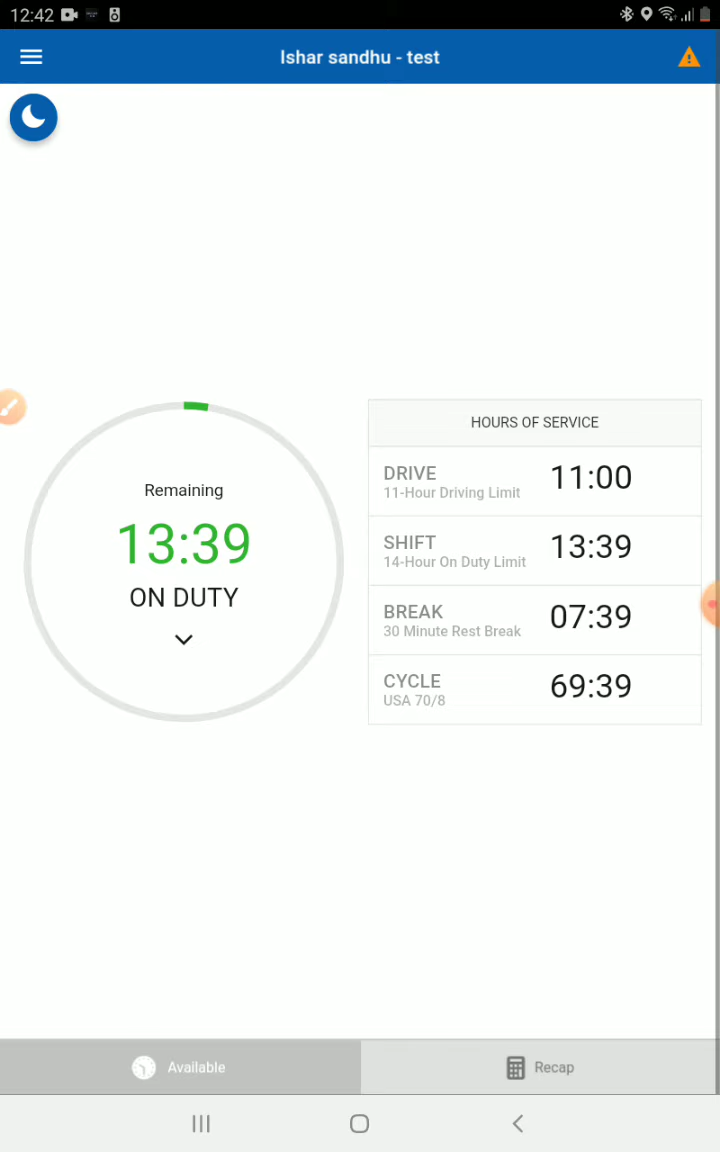 12:42
Ishar sandhu - test
Remaining
13:39
ON DUTY
HOURS OF SERVICE
DRIVE
11-Hour Driving Limit
11:00
SHIFT
14-Hour On Duty Limit
13:39
BREAK
30 Minute Rest Break
07:39
CYCLE
USA 70/8
69:39
Available
Recap